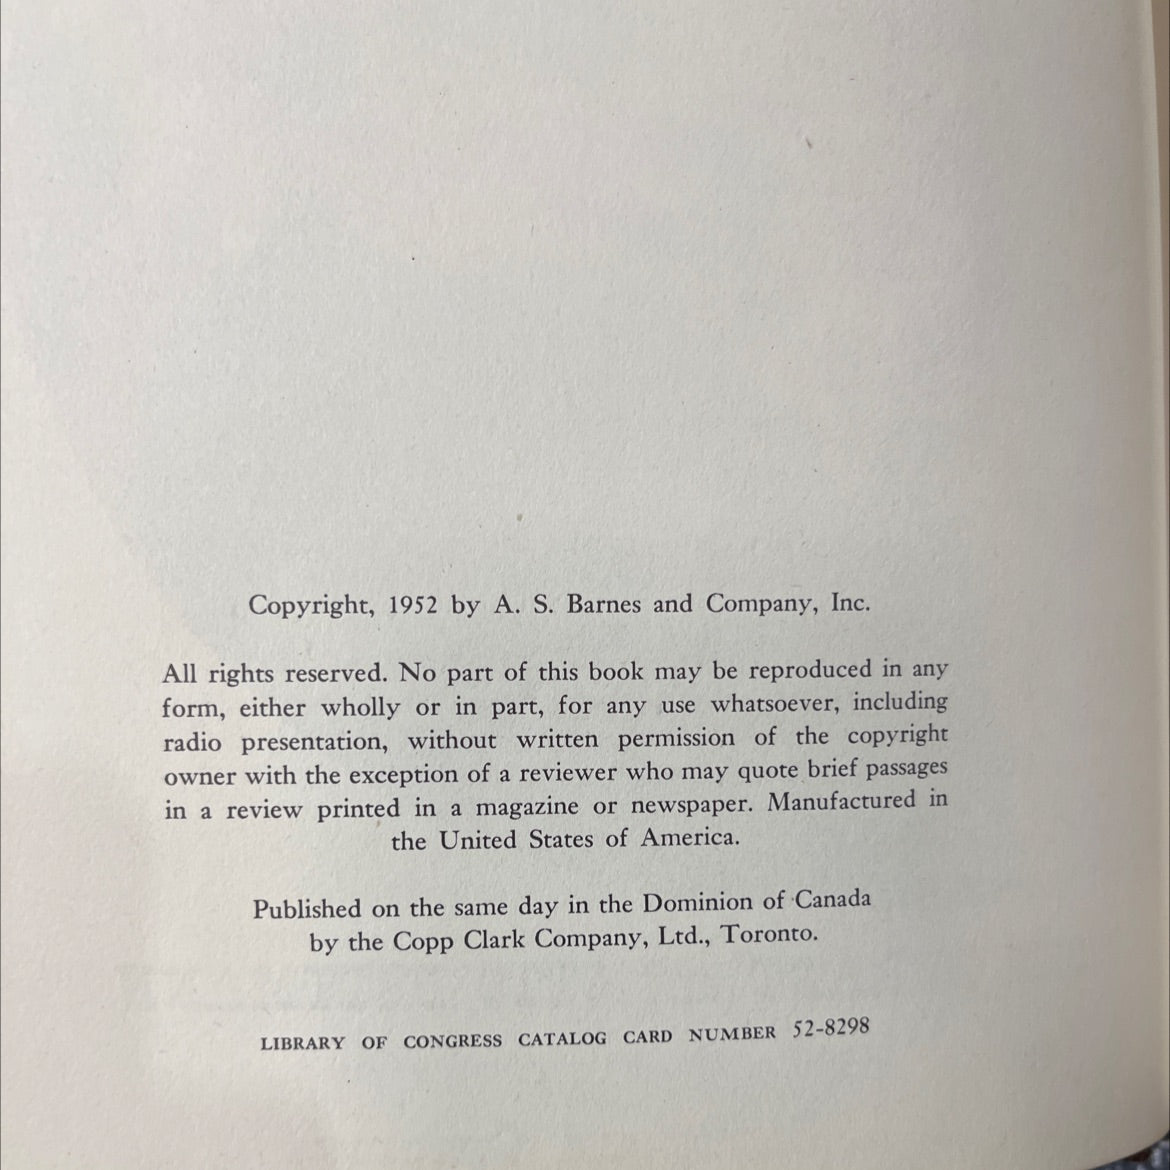 Copyright, 1952 by A. S. Barnes and Company, Inc.
All rights reserved. No part of this book may be reproduced in any
form, either wholly or in part, for any use whatsoever, including
radio presentation, without written permission of the copyright
owner with the exception of a reviewer who may quote brief passages
in a review printed in a magazine or newspaper. Manufactured in
the United States of America.
Published on the same day in the Dominion of Canada
by the Copp Clark Company, Ltd., Toronto.
LIBRARY OF CONGRESS CATALOG CARD NUMBER 52-8298